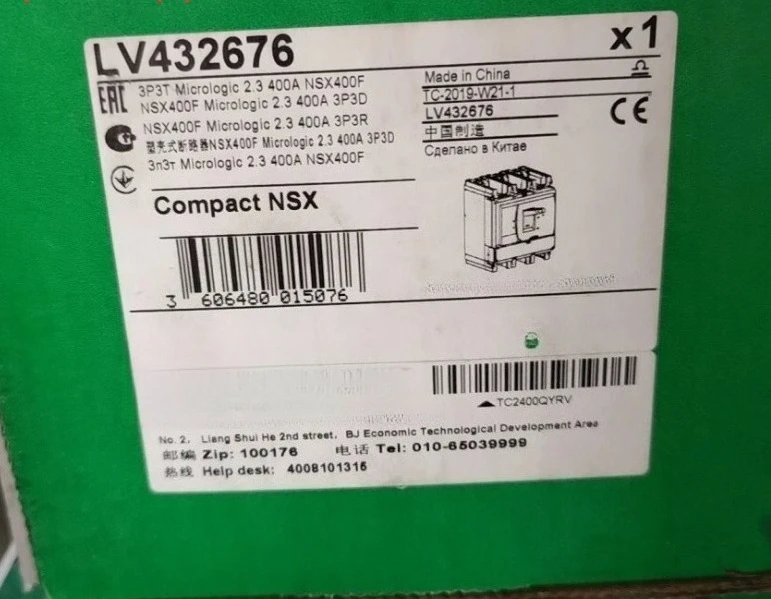 LV432676
x1
EAC
3P3T Micrologic 2.3 400A NSX400F
NSX400F Micrologic 2.3 400A 3P3D
NSX400F Micrologic 2.3 400A 3P3R
塑壳式断路器NSX400F Micrologic 2.3 400A 3P3D
3п3т Micrologic 2.3 400A NSX400F
Made in China
TC-2019-W21-1
LV432676
中国制造
Сделано в Китае
CE
Compact NSX
3 606480 015076
TC2400QYRV
No. 2, Liang Shui He 2nd street, BJ Economic Technological Development Area
邮编 Zip: 100176 电话 Tel: 010-65039999
热线 Help desk: 4008101315